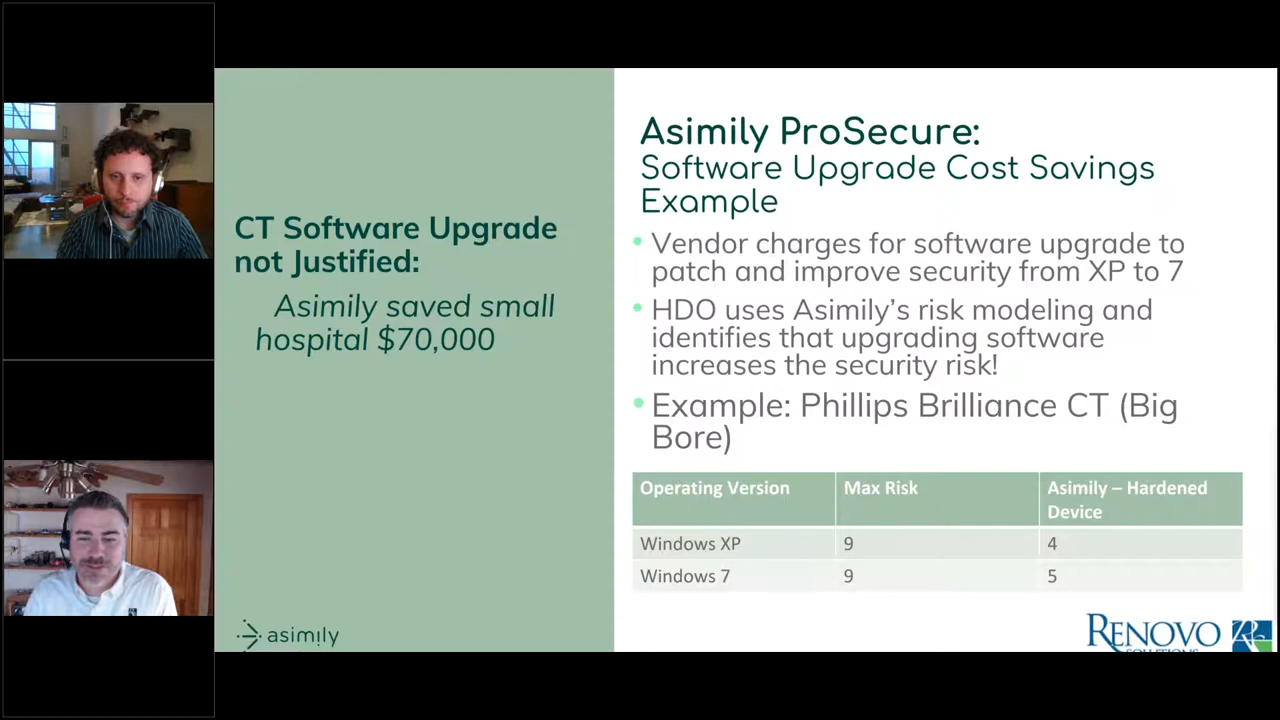 CT Software Upgrade
not Justified:
Asimily saved small
hospital $70,000
asimily
Asimily ProSecure:
Software Upgrade Cost Savings
Example
• Vendor charges for software upgrade to
patch and improve security from XP to 7
• HDO uses Asimily’s risk modeling and
identifies that upgrading software
increases the security risk!
• Example: Phillips Brilliance CT (Big
Bore)
Operating Version Max Risk Asimily – Hardened
Device
Windows XP 9 4
Windows 7 9 5
RENOVO
SOLUTIONS